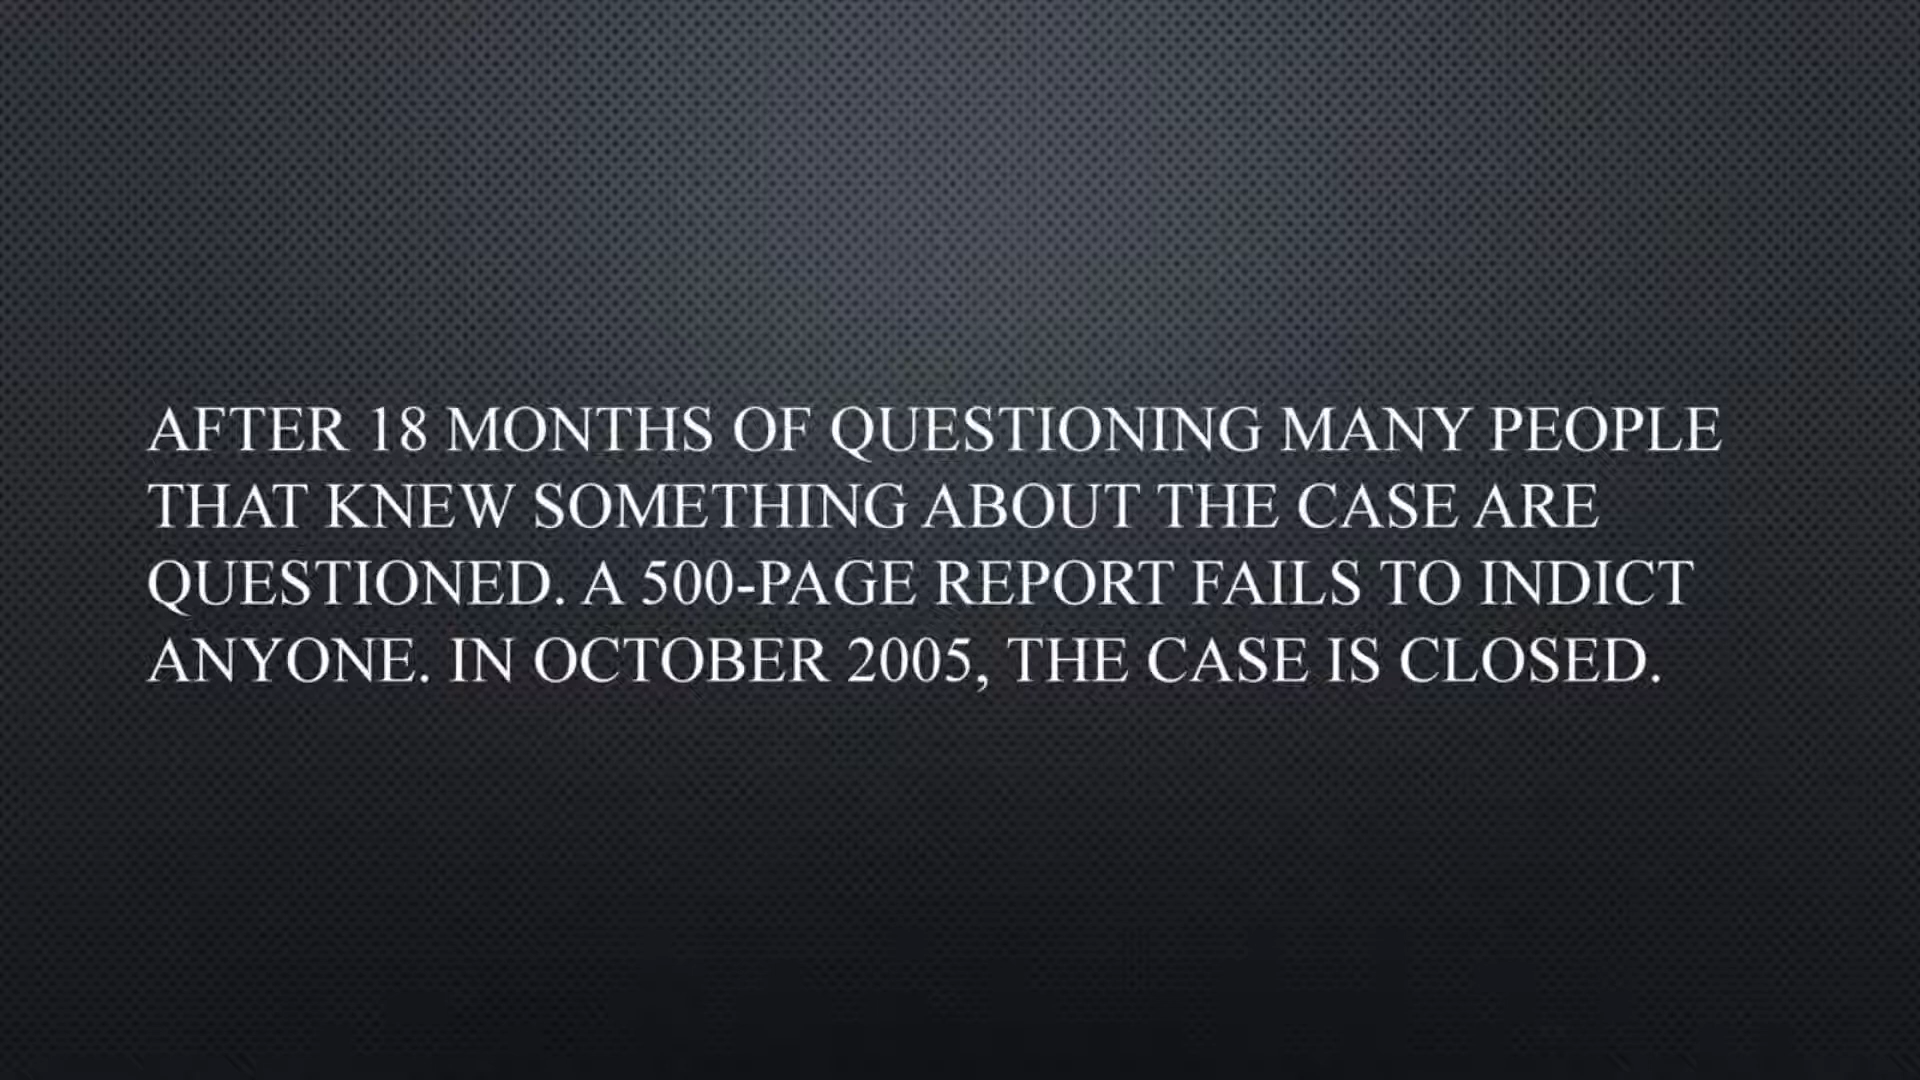 AFTER 18 MONTHS OF QUESTIONING MANY PEOPLE
THAT KNEW SOMETHING ABOUT THE CASE ARE
QUESTIONED. A 500-PAGE REPORT FAILS TO INDICT
ANYONE. IN OCTOBER 2005, THE CASE IS CLOSED.